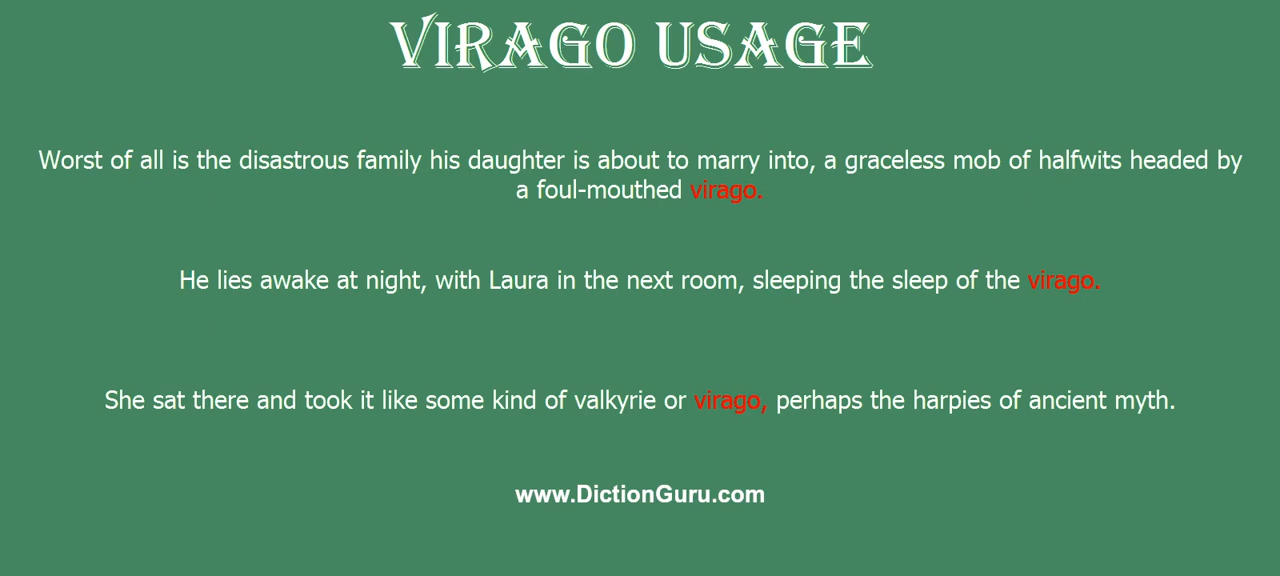 VIRAGO USAGE
Worst of all is the disastrous family his daughter is about to marry into, a graceless mob of halfwits headed by
a foul-mouthed virago.
He lies awake at night, with Laura in the next room, sleeping the sleep of the virago.
She sat there and took it like some kind of valkyrie or virago, perhaps the harpies of ancient myth.
www.DictionGuru.com